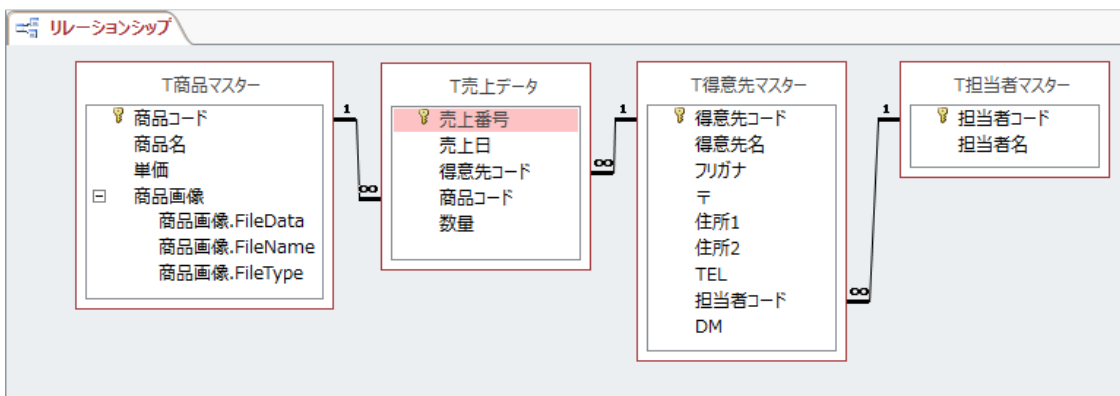 リレーションシップ
T商品マスター
商品コード
商品名
単価
商品画像
商品画像.FileData
商品画像.FileName
商品画像.FileType
1
∞
T売上データ
売上番号
売上日
得意先コード
商品コード
数量
1
∞
T得意先マスター
得意先コード
得意先名
フリガナ
〒
住所1
住所2
TEL
担当者コード
DM
1
∞
T担当者マスター
担当者コード
担当者名